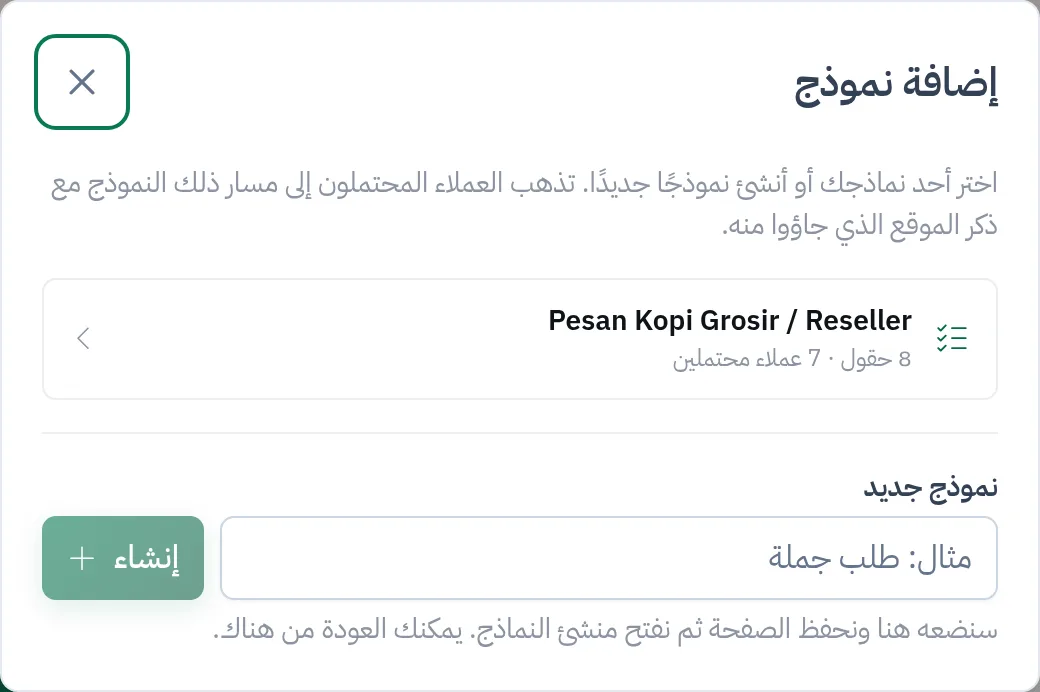 إضافة نموذج
اختر أحد نماذجك أو أنشئ نموذجًا جديدًا. تذهب العملاء المحتملون إلى مسار ذلك النموذج مع
ذكر الموقع الذي جاؤوا منه.
Pesan Kopi Grosir / Reseller
8 حقول · 7 عملاء محتملين
نموذج جديد
مثال: طلب جملة
إنشاء
سنضعه هنا ونحفظ الصفحة ثم نفتح منشئ النماذج. يمكنك العودة من هناك.